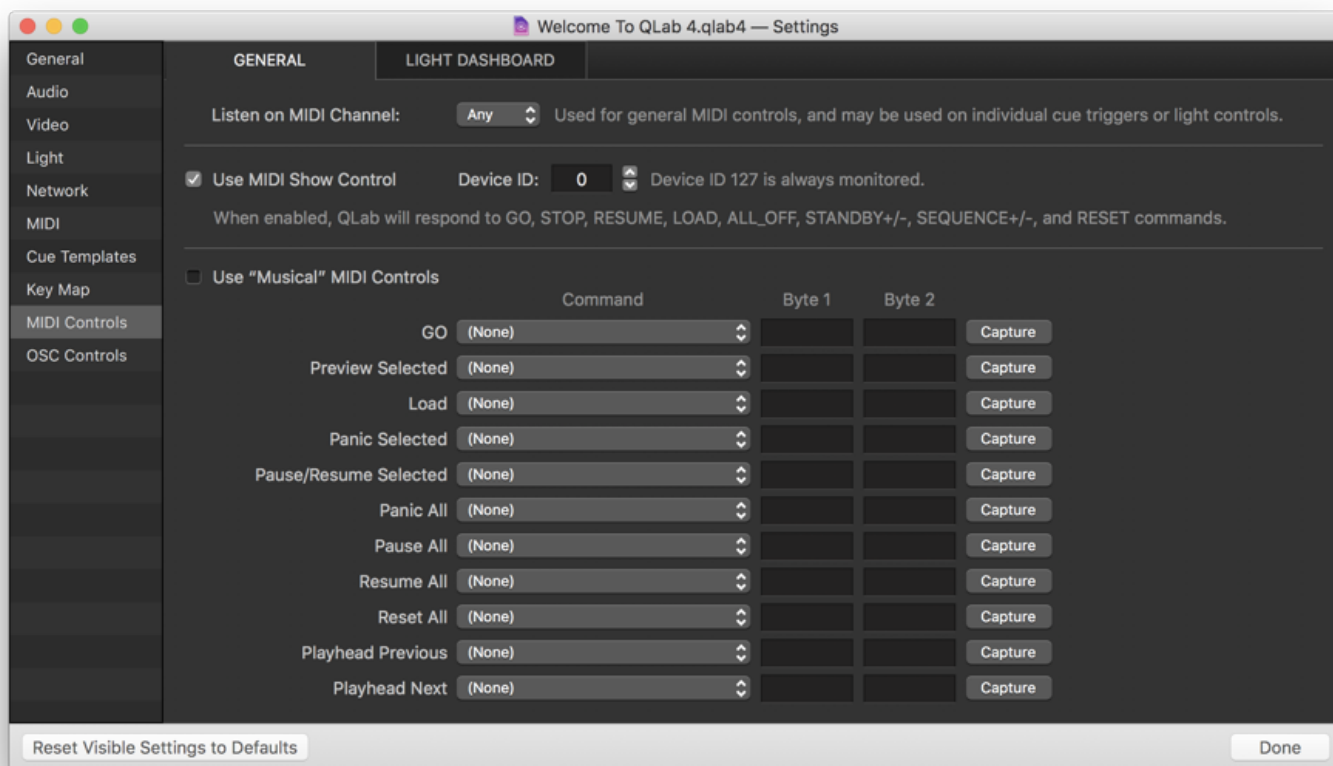 Welcome To QLab 4.qlab4 — Settings
General
Audio
Video
Light
Network
MIDI
Cue Templates
Key Map
MIDI Controls
OSC Controls
GENERAL LIGHT DASHBOARD
Listen on MIDI Channel: Any Used for general MIDI controls, and may be used on individual cue triggers or light controls.
Use MIDI Show Control Device ID: 0 Device ID 127 is always monitored.
When enabled, QLab will respond to GO, STOP, RESUME, LOAD, ALL_OFF, STANDBY+/-, SEQUENCE+/-, and RESET commands.
Use “Musical” MIDI Controls
Command Byte 1 Byte 2
GO (None) Capture
Preview Selected (None) Capture
Load (None) Capture
Panic Selected (None) Capture
Pause/Resume Selected (None) Capture
Panic All (None) Capture
Pause All (None) Capture
Resume All (None) Capture
Reset All (None) Capture
Playhead Previous (None) Capture
Playhead Next (None) Capture
Reset Visible Settings to Defaults Done